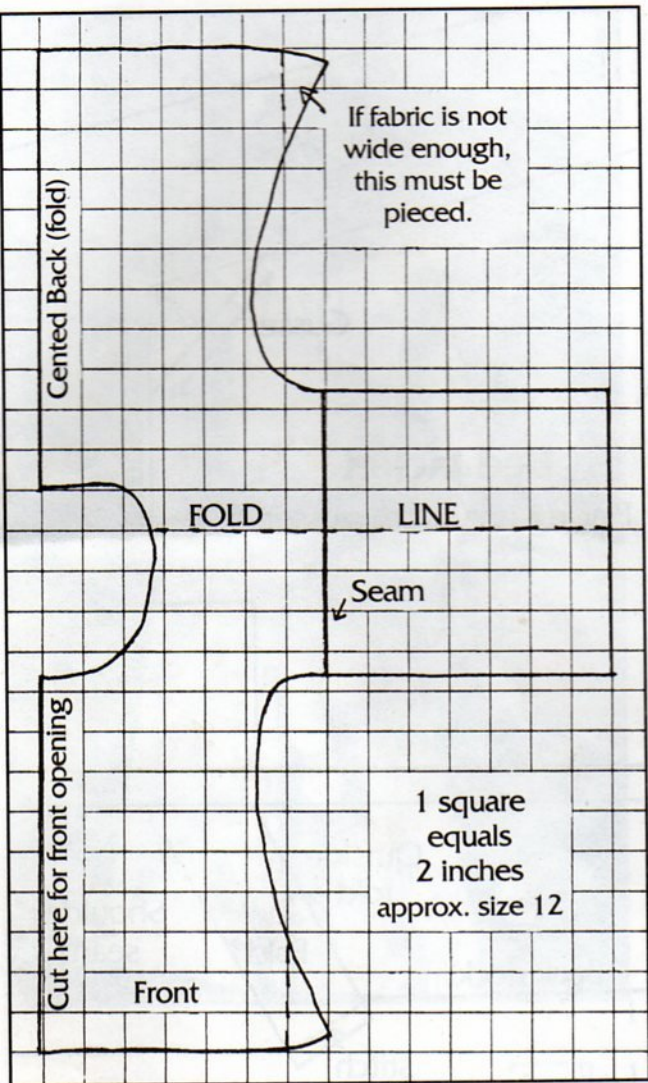 If fabric is not
wide enough,
this must be
pieced.
Cented Back (fold)
FOLD LINE
Seam
Cut here for front opening
1 square
equals
2 inches
approx. size 12
Front